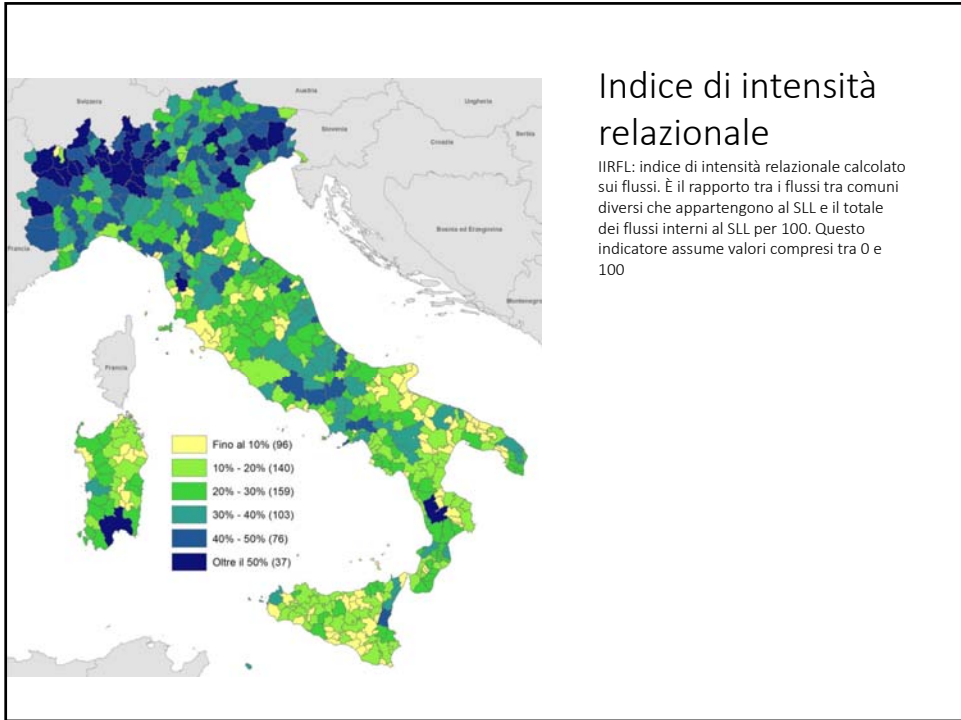 Indice di intensità
relazionale
IIRFL: indice di intensità relazionale calcolato
sui flussi. È il rapporto tra i flussi tra comuni
diversi che appartengono al SLL e il totale
dei flussi interni al SLL per 100. Questo
indicatore assume valori compresi tra 0 e
100
Svizzera
Austria
Ungheria
Slovenia
Croazia
Serbia
Francia
Bosnia ed Erzegovina
Montenegro
Francia
Fino al 10% (96)
10% - 20% (140)
20% - 30% (159)
30% - 40% (103)
40% - 50% (76)
Oltre il 50% (37)